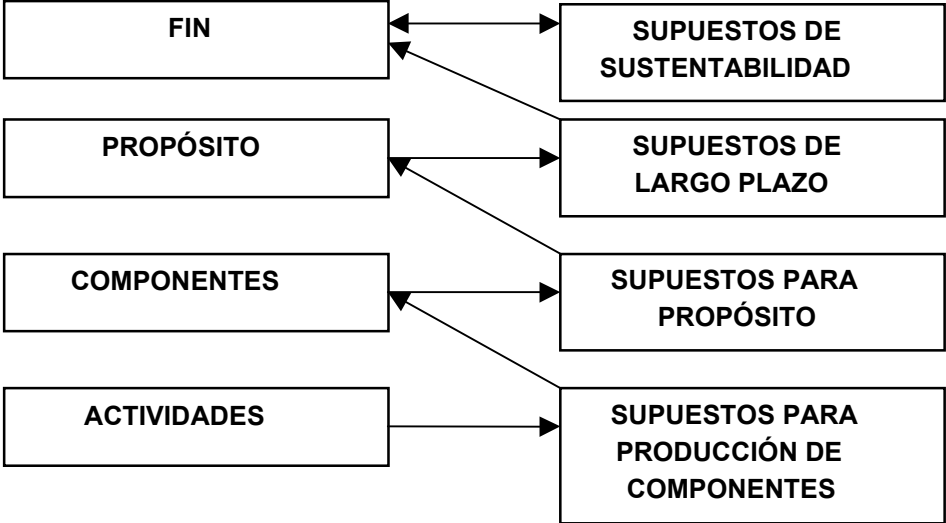 FIN
SUPUESTOS DE
SUSTENTABILIDAD
PROPÓSITO
SUPUESTOS DE
LARGO PLAZO
COMPONENTES
SUPUESTOS PARA
PROPÓSITO
ACTIVIDADES
SUPUESTOS PARA
PRODUCCIÓN DE
COMPONENTES